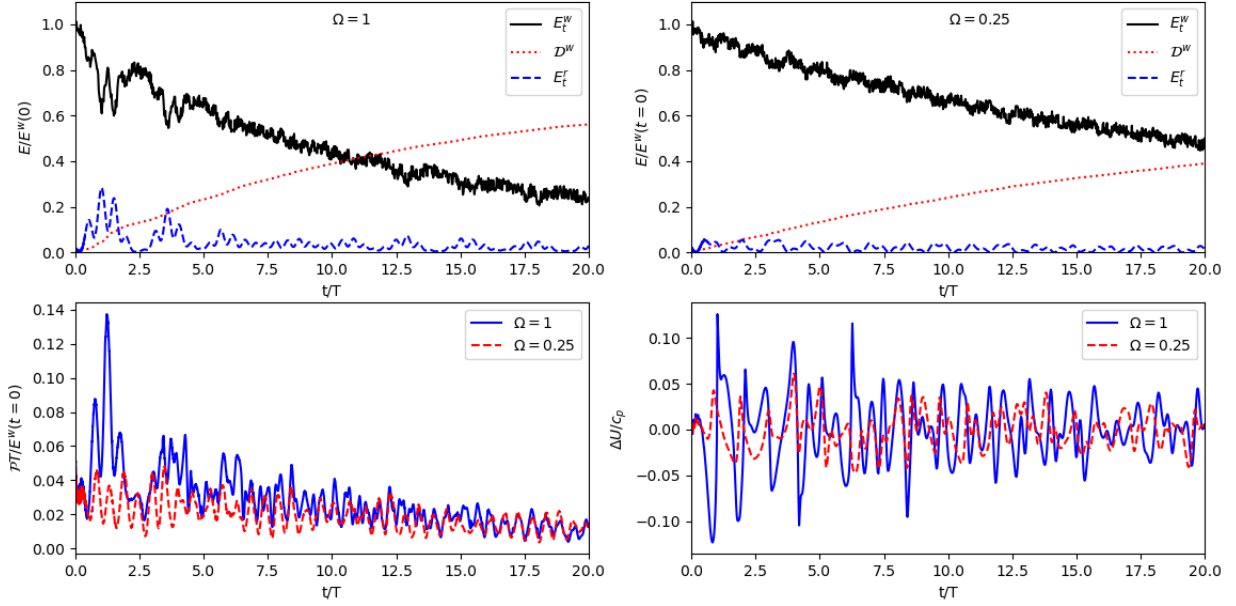 Ω = 1
E_t^w
𝒟^w
E_t^r
E/E^w(0)
1.0
0.8
0.6
0.4
0.2
0.0
0.0 2.5 5.0 7.5 10.0 12.5 15.0 17.5 20.0
t/T
Ω = 0.25
E_t^w
𝒟^w
E_t^r
E/E^w(t = 0)
1.0
0.8
0.6
0.4
0.2
0.0
0.0 2.5 5.0 7.5 10.0 12.5 15.0 17.5 20.0
t/T
Ω = 1
Ω = 0.25
𝒫T/E^w(t = 0)
0.14
0.12
0.10
0.08
0.06
0.04
0.02
0.00
0.0 2.5 5.0 7.5 10.0 12.5 15.0 17.5 20.0
t/T
Ω = 1
Ω = 0.25
ΔU/c_p
0.10
0.05
0.00
−0.05
−0.10
0.0 2.5 5.0 7.5 10.0 12.5 15.0 17.5 20.0
t/T